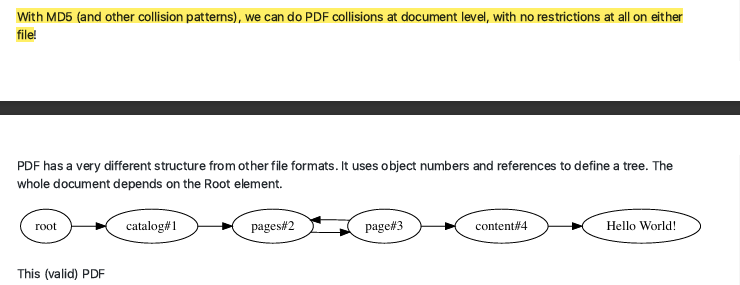 With MD5 (and other collision patterns), we can do PDF collisions at document level, with no restrictions at all on either
file!
PDF has a very different structure from other file formats. It uses object numbers and references to define a tree. The
whole document depends on the Root element.
root catalog#1 pages#2 page#3 content#4 Hello World!
This (valid) PDF